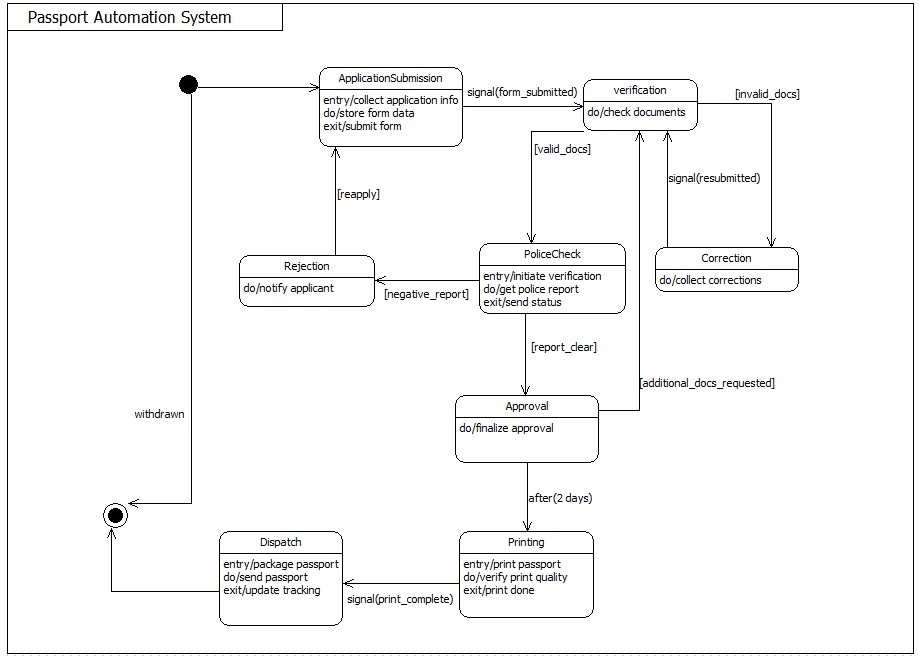 Passport Automation System
ApplicationSubmission
entry/collect application info
do/store form data
exit/submit form
signal(form_submitted)
verification
do/check documents
[invalid_docs]
[valid_docs]
signal(resubmitted)
[reapply]
Rejection
do/notify applicant
[negative_report]
PoliceCheck
entry/initiate verification
do/get police report
exit/send status
Correction
do/collect corrections
[report_clear]
[additional_docs_requested]
Approval
do/finalize approval
withdrawn
after(2 days)
Dispatch
entry/package passport
do/send passport
exit/update tracking
signal(print_complete)
Printing
entry/print passport
do/verify print quality
exit/print done